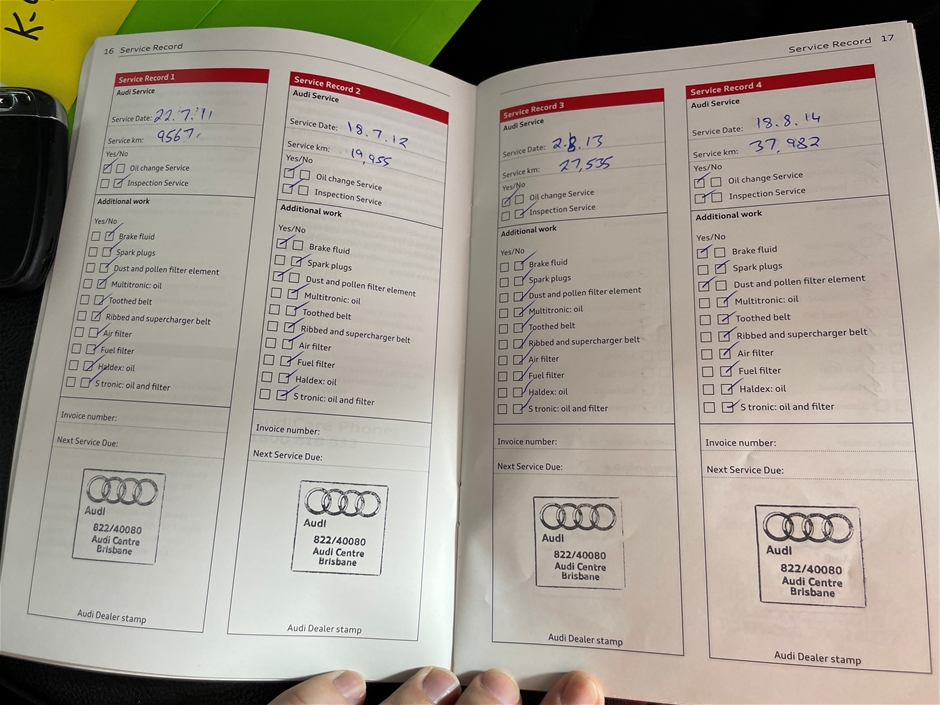 K-
16 Service Record
Service Record 1
Audi Service
Service Date: 22.7.'11
Service km: 9567.
Yes/No
Oil change Service
Inspection Service
Additional work
Yes/No
Brake fluid
Spark plugs
Dust and pollen filter element
Multitronic: oil
Toothed belt
Ribbed and supercharger belt
Air filter
Fuel filter
Haldex: oil
S tronic: oil and filter
Invoice number:
Next Service Due:
Audi
822/40080
Audi Centre
Brisbane
Audi Dealer stamp
Service Record 2
Audi Service
Service Date: 18.7.12
Service km: 19,955
Yes/No
Oil change Service
Inspection Service
Additional work
Yes/No
Brake fluid
Spark plugs
Dust and pollen filter element
Multitronic: oil
Toothed belt
Ribbed and supercharger belt
Air filter
Fuel filter
Haldex: oil
S tronic: oil and filter
Invoice number:
Next Service Due:
Audi
822/40080
Audi Centre
Brisbane
Audi Dealer stamp
Service Record 17
Service Record 3
Audi Service
Service Date: 2.8.13
Service km: 27,535
Yes/No
Oil change Service
Inspection Service
Additional work
Yes/No
Brake fluid
Spark plugs
Dust and pollen filter element
Multitronic: oil
Toothed belt
Ribbed and supercharger belt
Air filter
Fuel filter
Haldex: oil
S tronic: oil and filter
Invoice number:
Next Service Due:
Audi
822/40080
Audi Centre
Brisbane
Audi Dealer stamp
Service Record 4
Audi Service
Service Date: 18.8.14
Service km: 37,982
Yes/No
Oil change Service
Inspection Service
Additional work
Yes/No
Brake fluid
Spark plugs
Dust and pollen filter element
Multitronic: oil
Toothed belt
Ribbed and supercharger belt
Air filter
Fuel filter
Haldex: oil
S tronic: oil and filter
Invoice number:
Next Service Due:
Audi
822/40080
Audi Centre
Brisbane
Audi Dealer stamp